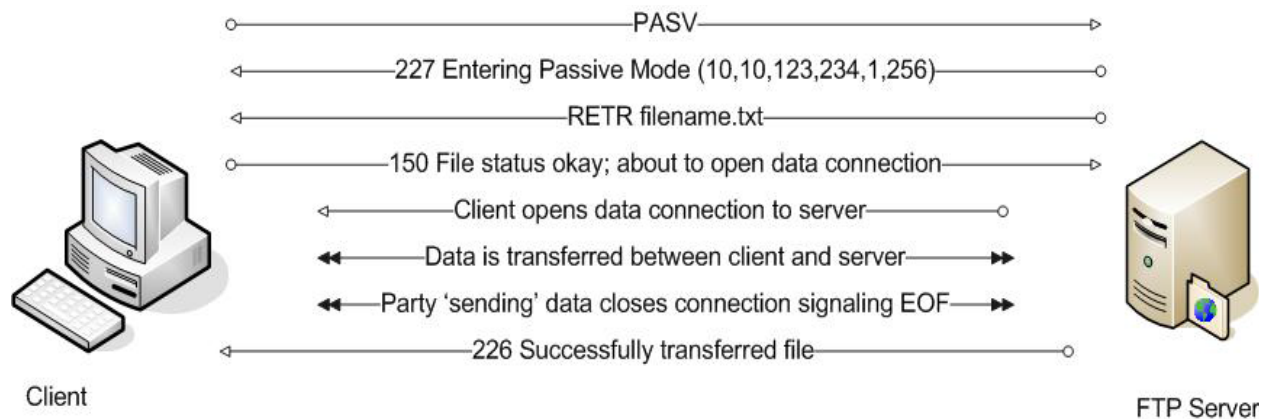 PASV
227 Entering Passive Mode (10,10,123,234,1,256)
RETR filename.txt
150 File status okay; about to open data connection
Client opens data connection to server
Data is transferred between client and server
Party ‘sending’ data closes connection signaling EOF
226 Successfully transferred file
Client
FTP Server